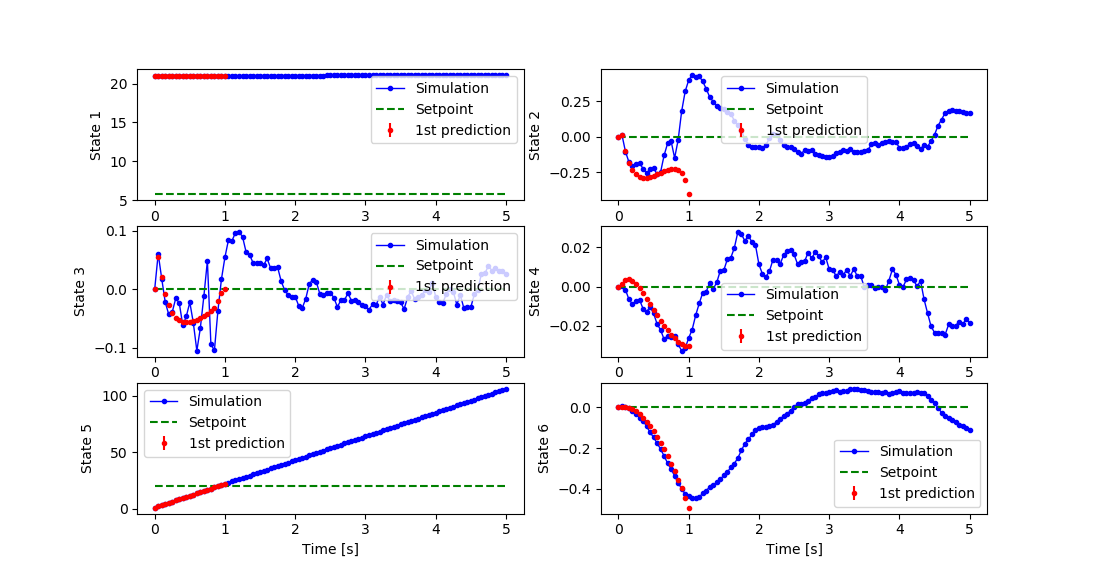 State 1
20
15
10
5
0 1 2 3 4 5
Simulation
Setpoint
1st prediction
State 2
0.25
0.00
−0.25
0 1 2 3 4 5
Simulation
Setpoint
1st prediction
State 3
0.1
0.0
−0.1
0 1 2 3 4 5
Simulation
Setpoint
1st prediction
State 4
0.02
0.00
−0.02
0 1 2 3 4 5
Simulation
Setpoint
1st prediction
State 5
100
50
0
0 1 2 3 4 5
Time [s]
Simulation
Setpoint
1st prediction
State 6
0.0
−0.2
−0.4
0 1 2 3 4 5
Time [s]
Simulation
Setpoint
1st prediction